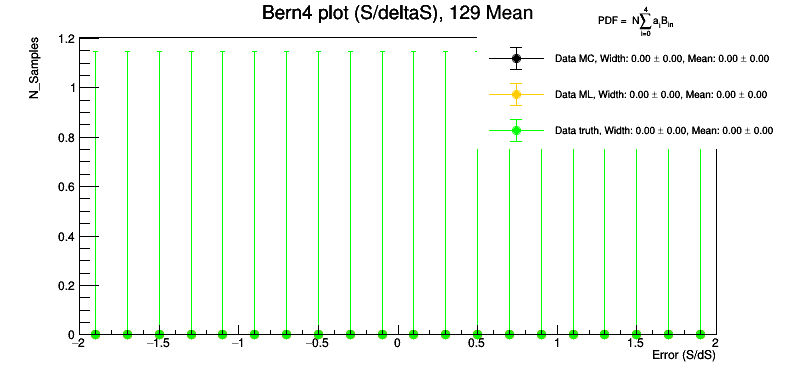 Bern4 plot (S/deltaS), 129 Mean
PDF = N∑aᵢBᵢₙ
4
i=0
Data MC, Width: 0.00 ± 0.00, Mean: 0.00 ± 0.00
Data ML, Width: 0.00 ± 0.00, Mean: 0.00 ± 0.00
Data truth, Width: 0.00 ± 0.00, Mean: 0.00 ± 0.00
N_Samples
1.2
1
0.8
0.6
0.4
0.2
0
−2 −1.5 −1 −0.5 0 0.5 1 1.5 2
Error (S/dS)